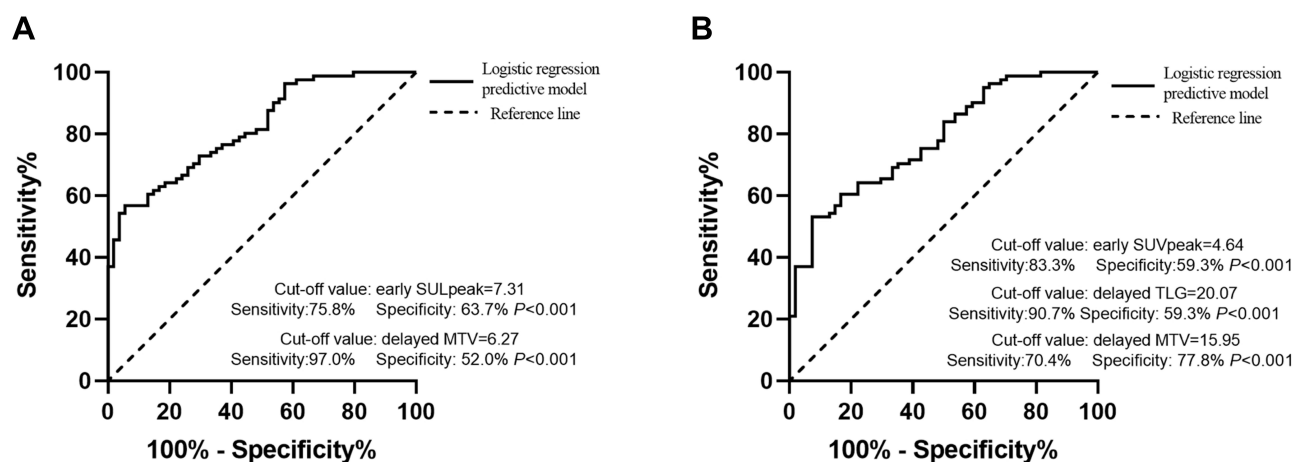 A
Sensitivity%
100
80
60
40
20
0
0 20 40 60 80 100
100% - Specificity%
Logistic regression
predictive model
Reference line
Cut-off value: early SULpeak=7.31
Sensitivity:75.8% Specificity: 63.7% P<0.001
Cut-off value: delayed MTV=6.27
Sensitivity:97.0% Specificity: 52.0% P<0.001
B
Sensitivity%
100
80
60
40
20
0
0 20 40 60 80 100
100% - Specificity%
Logistic regression
predictive model
Reference line
Cut-off value: early SUVpeak=4.64
Sensitivity:83.3% Specificity:59.3% P<0.001
Cut-off value: delayed TLG=20.07
Sensitivity:90.7% Specificity: 59.3% P<0.001
Cut-off value: delayed MTV=15.95
Sensitivity:70.4% Specificity: 77.8% P<0.001